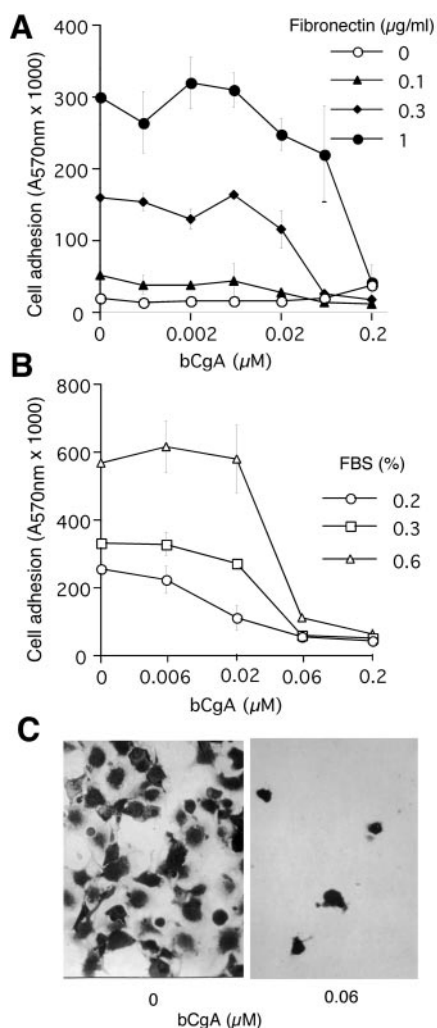 A
Fibronectin (µg/ml)
0
0.1
0.3
1
Cell adhesion (A570nm x 1000)
400
300
200
100
0
0 0.002 0.02 0.2
bCgA (µM)
B
FBS (%)
0.2
0.3
0.6
Cell adhesion (A570nm x 1000)
800
600
400
200
0
0 0.006 0.02 0.06 0.2
bCgA (µM)
C
0 0.06
bCgA (µM)